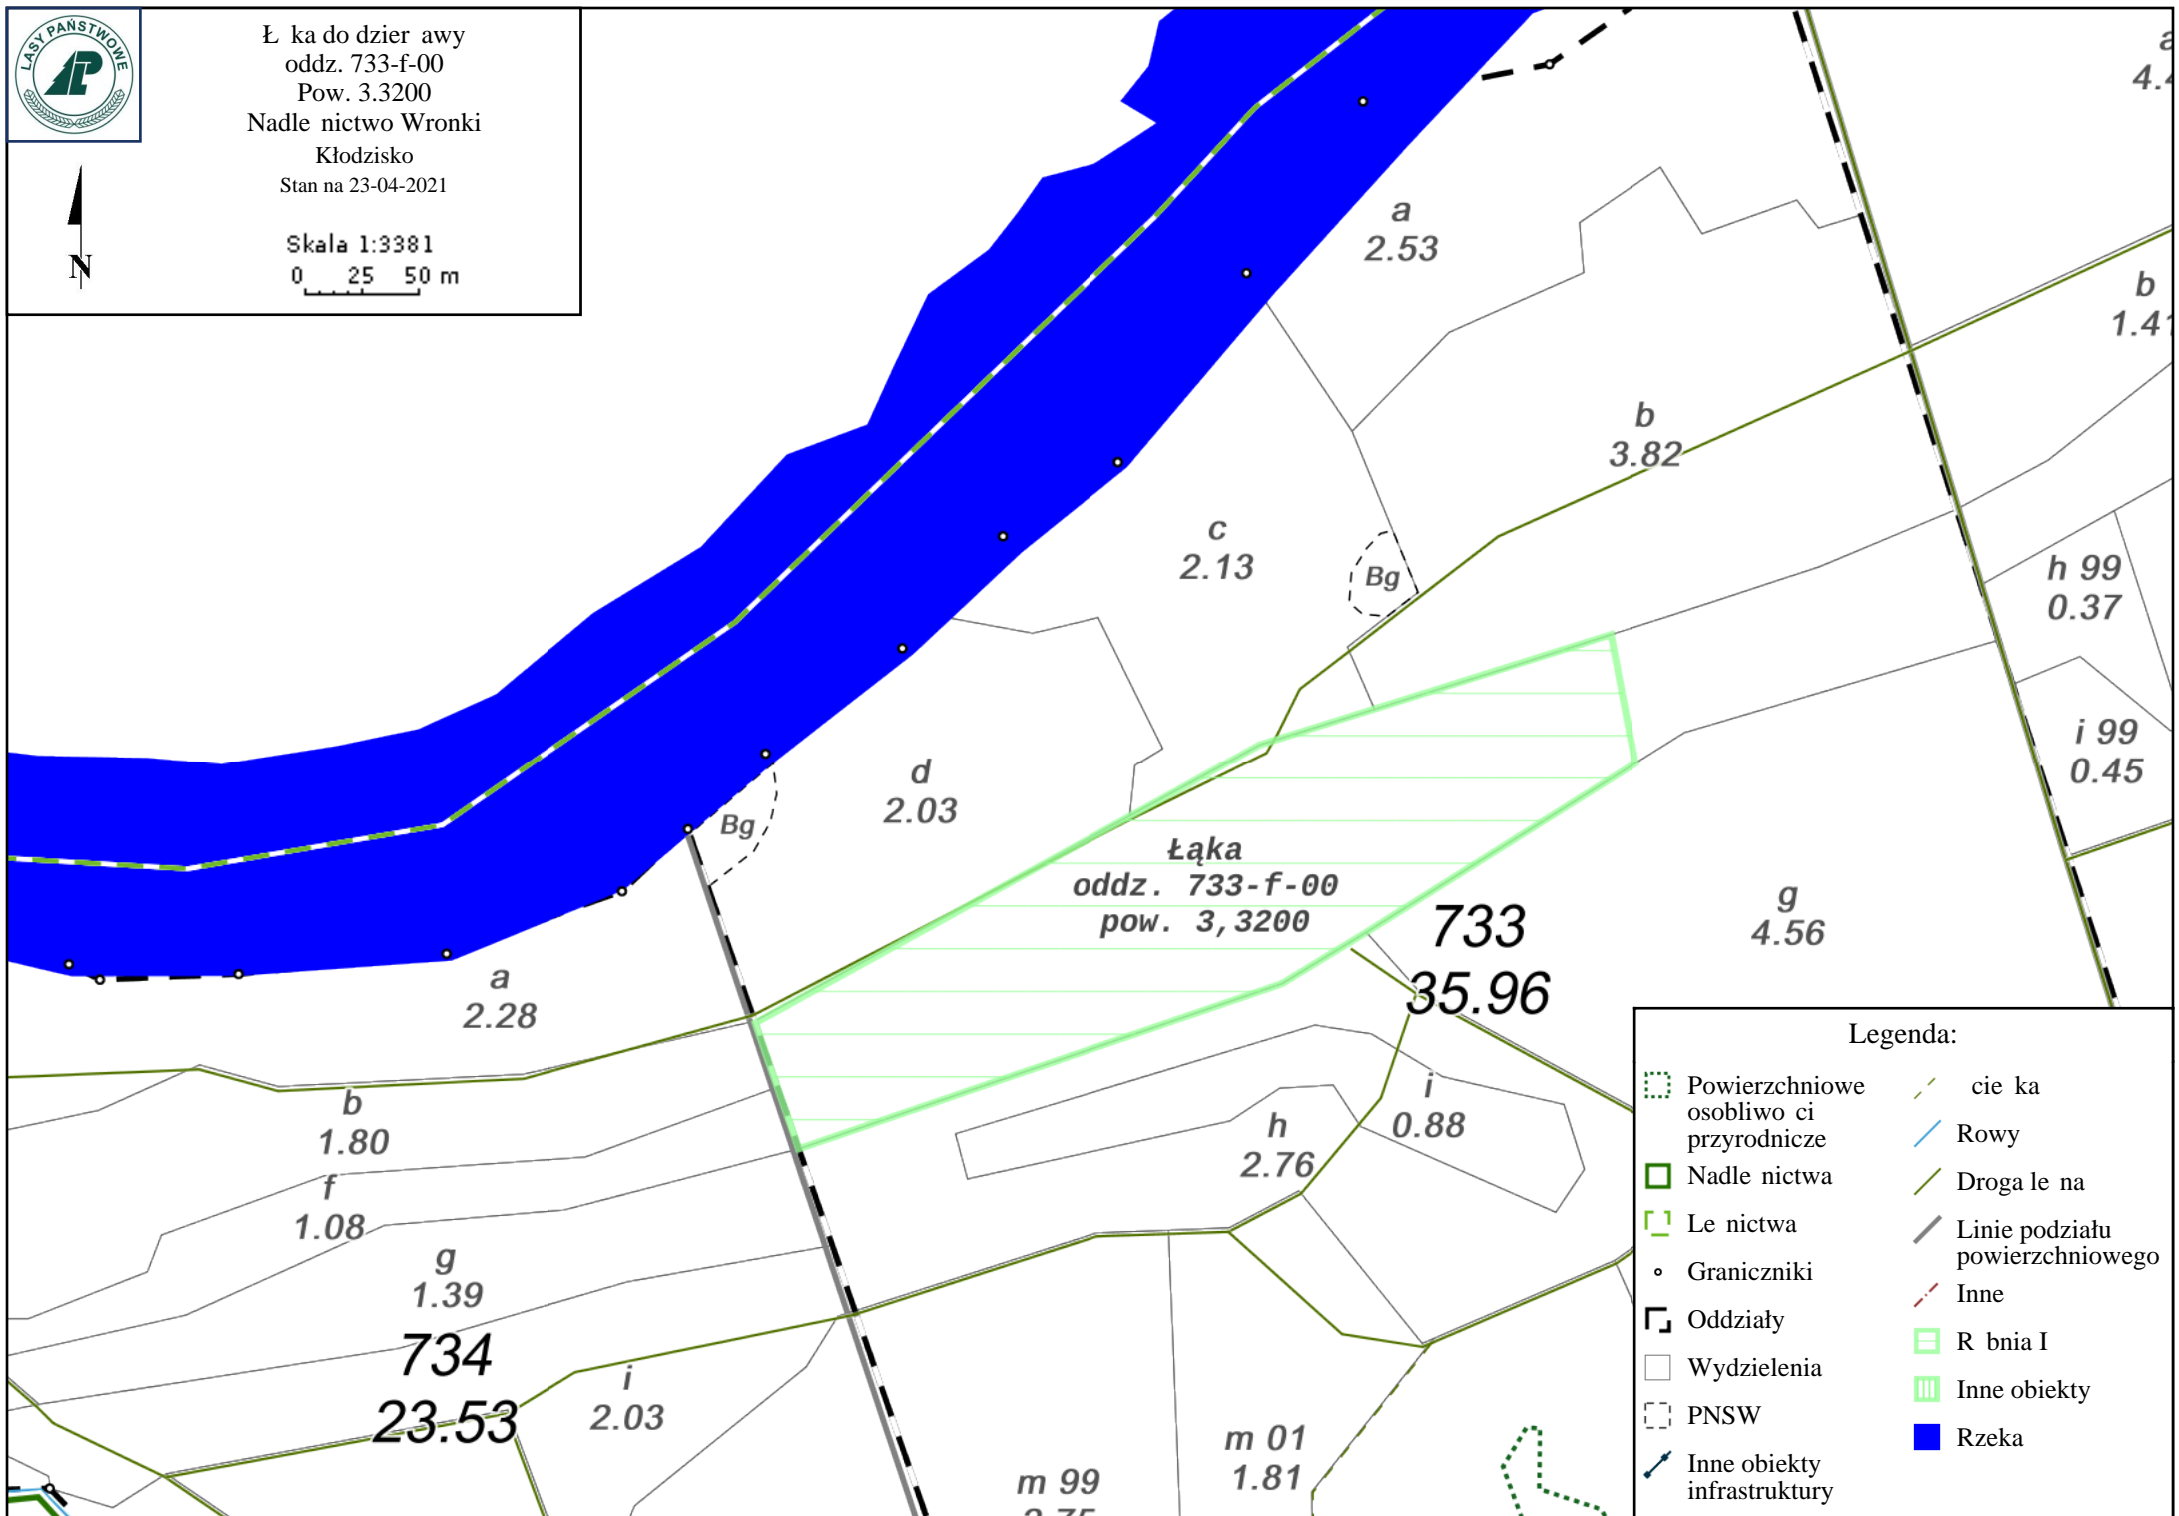 LASY PAŃSTWOWE
Ł ka do dzier awy
oddz. 733-f-00
Pow. 3.3200
Nadle nictwo Wronki
Kłodzisko
Stan na 23-04-2021
N
Skala 1:3381
0 25 50 m
a
2.53
b
1.41
b
3.82
c
2.13
Bg
h 99
0.37
i 99
0.45
d
2.03
Bg
Łąka
oddz. 733-f-00
pow. 3,3200
733
35.96
g
4.56
a
2.28
b
1.80
f
1.08
g
1.39
734
23.53
i
2.03
h
2.76
i
0.88
m 01
1.81
m 99
Legenda:
Powierzchniowe
osobliwo ci
przyrodnicze
Nadle nictwa
Le nictwa
Graniczniki
Oddziały
Wydzielenia
PNSW
Inne obiekty
infrastruktury
cie ka
Rowy
Droga le na
Linie podziału
powierzchniowego
Inne
R bnia I
Inne obiekty
Rzeka